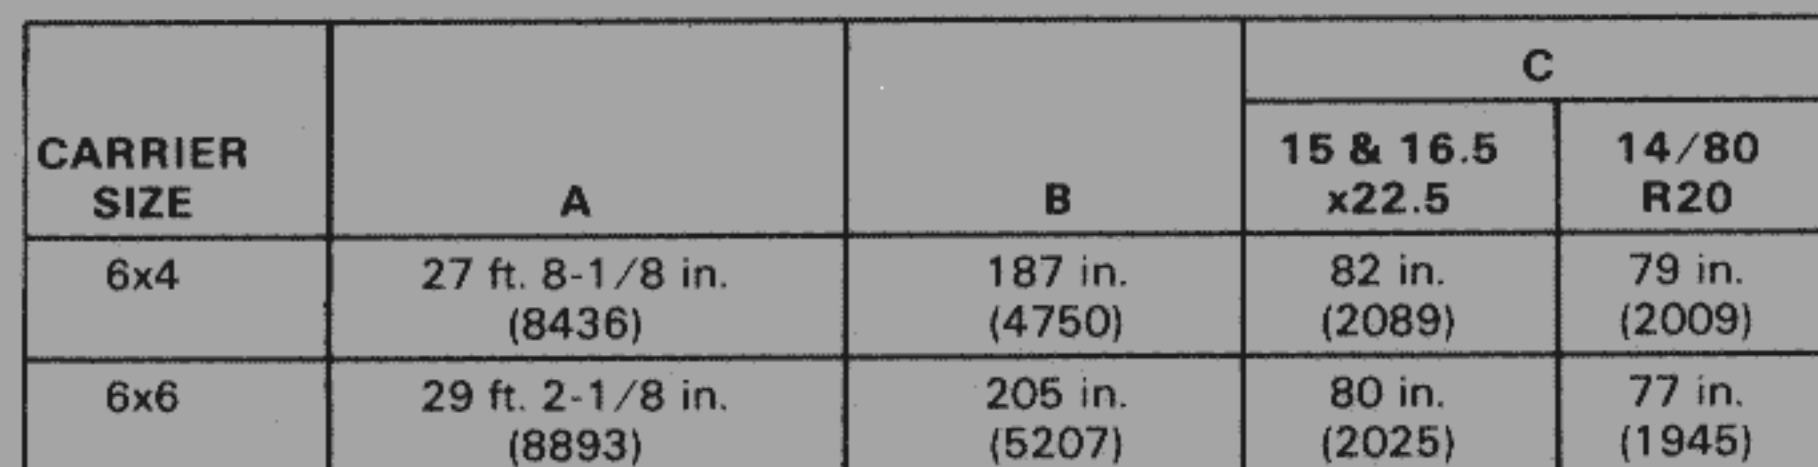 C
CARRIER
SIZE
A
B
15 & 16.5
x22.5
14/80
R20
6x4
27 ft. 8-1/8 in.
(8436)
187 in.
(4750)
82 in.
(2089)
79 in.
(2009)
6x6
29 ft. 2-1/8 in.
(8893)
205 in.
(5207)
80 in.
(2025)
77 in.
(1945)